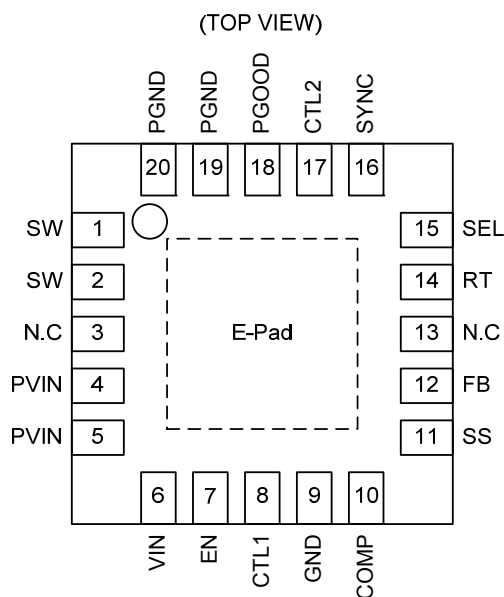 (TOP VIEW)
PGND
PGND
PGOOD
CTL2
SYNC
20
19
18
17
16
SW
1
15
SEL
SW
2
14
RT
N.C
3
E-Pad
13
N.C
PVIN
4
12
FB
PVIN
5
11
SS
6
7
8
9
10
VIN
EN
CTL1
GND
COMP